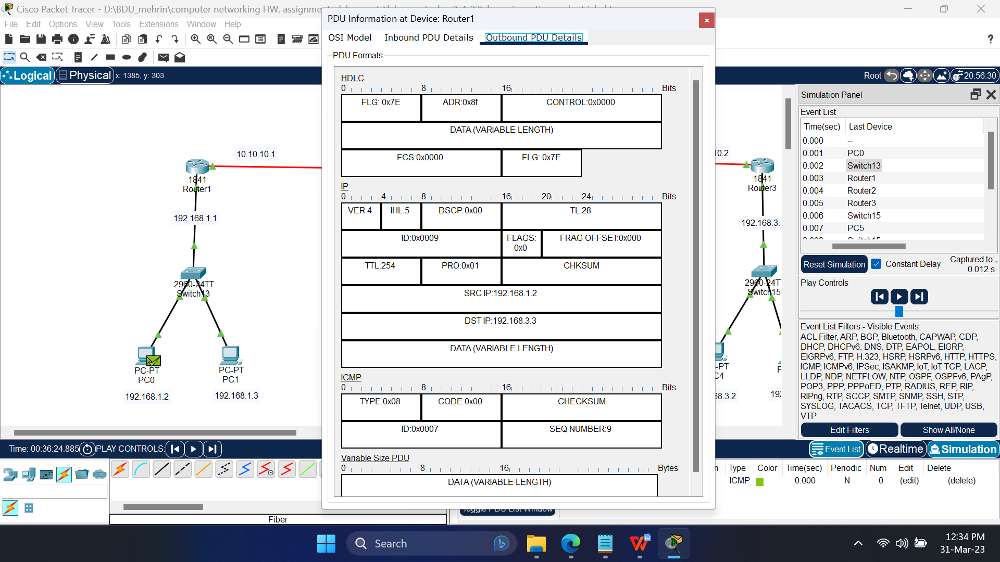 Cisco Packet Tracer - D:\BDU_mehrin\computer networking HW, assignme
File Edit Options View Tools Extensions Window Help
Logical
Physical
x: 1385, y: 303
Root
20:56:30
10.10.10.1
1841
Router1
192.168.1.1
2960-24TT
Switch13
PC-PT
PC0
192.168.1.2
PC-PT
PC1
192.168.1.3
PDU Information at Device: Router1
OSI Model Inbound PDU Details Outbound PDU Details
PDU Formats
HDLC
0 8 16 Bits
FLG: 0x7E ADR:0x8f CONTROL:0x0000
DATA (VARIABLE LENGTH)
FCS:0x0000 FLG: 0x7E
IP
0 4 8 16 20 24 Bits
VER:4 IHL:5 DSCP:0x00 TL:28
ID:0x0009 FLAGS: 0x0 FRAG OFFSET:0x000
TTL:254 PRO:0x01 CHKSUM
SRC IP:192.168.1.2
DST IP:192.168.3.3
DATA (VARIABLE LENGTH)
ICMP
0 8 16 Bits
TYPE:0x08 CODE:0x00 CHECKSUM
ID:0x0007 SEQ NUMBER:9
Variable Size PDU
0 8 16 Bytes
DATA (VARIABLE LENGTH)
0.2
1841
Router3
192.168.3.
2960-24T
Switch15
-PT
C4
68.3.2
192
Simulation Panel
Event List
Time(sec) Last Device
0.000 --
0.001 PC0
0.002 Switch13
0.003 Router1
0.004 Router2
0.005 Router3
0.006 Switch15
0.007 PC5
0.008 Switch15
Reset Simulation
Constant Delay
Captured to:
0.012 s
Play Controls
Event List Filters - Visible Events
ACL Filter, ARP, BGP, Bluetooth, CAPWAP, CDP,
DHCP, DHCPv6, DNS, DTP, EAPOL, EIGRP,
EIGRPv6, FTP, H.323, HSRP, HSRPv6, HTTP, HTTPS,
ICMP, ICMPv6, IPSec, ISAKMP, IoT, IoT TCP, LACP,
LLDP, NDP, NETFLOW, NTP, OSPF, OSPFv6, PAgP,
POP3, PPP, PPPoED, PTP, RADIUS, REP, RIP,
RIPng, RTP, SCCP, SMTP, SNMP, SSH, STP,
SYSLOG, TACACS, TCP, TFTP, Telnet, UDP, USB,
VTP
Edit Filters Show All/None
Time: 00:36:24.885 PLAY CONTROLS:
Event List Realtime Simulation
Type Color Time(sec) Periodic Num Edit Delete
ICMP 0.000 N 0 (edit) (delete)
Toggle PDU List Window
Fiber
Search
12:34 PM
31-Mar-23